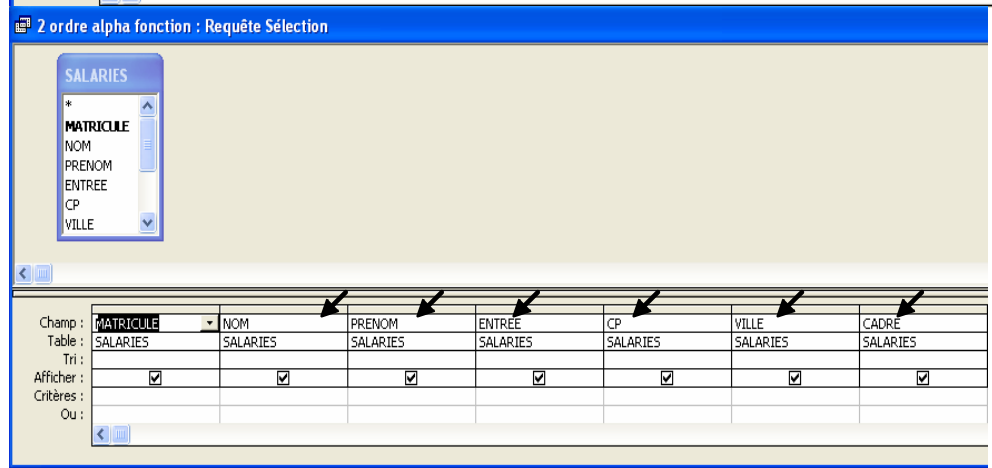 2 ordre alpha fonction : Requête Sélection
SALARIES
*
MATRICULE
NOM
PRENOM
ENTREE
CP
VILLE
Champ : MATRICULE NOM PRENOM ENTREE CP VILLE CADRE
Table : SALARIES SALARIES SALARIES SALARIES SALARIES SALARIES SALARIES
Tri :
Afficher :
Critères :
Ou :